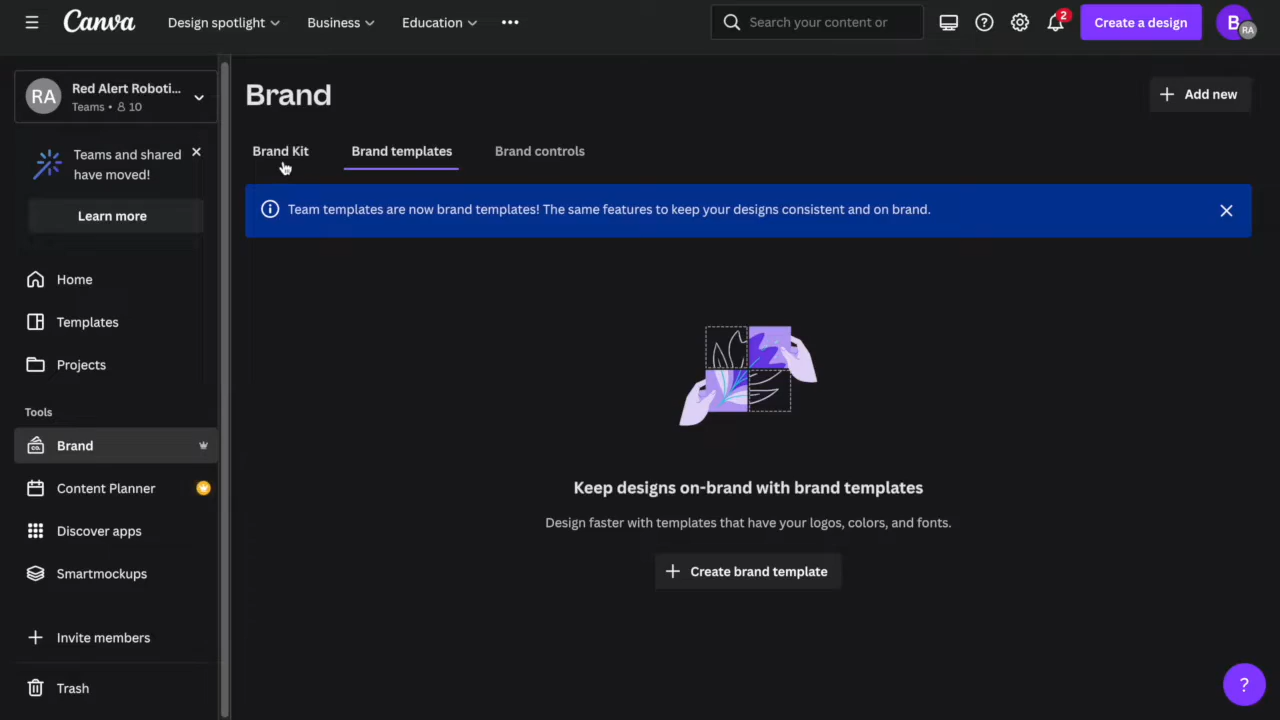 Canva
Design spotlight
Business
Education
Search your content or
2
Create a design
B
RA
RA
Red Alert Roboti...
Teams • 10
Teams and shared
have moved!
Learn more
Home
Templates
Projects
Tools
CO.
Brand
Content Planner
Discover apps
Smartmockups
Invite members
Trash
Brand
Add new
Brand Kit
Brand templates
Brand controls
Team templates are now brand templates! The same features to keep your designs consistent and on brand.
Keep designs on-brand with brand templates
Design faster with templates that have your logos, colors, and fonts.
Create brand template
?